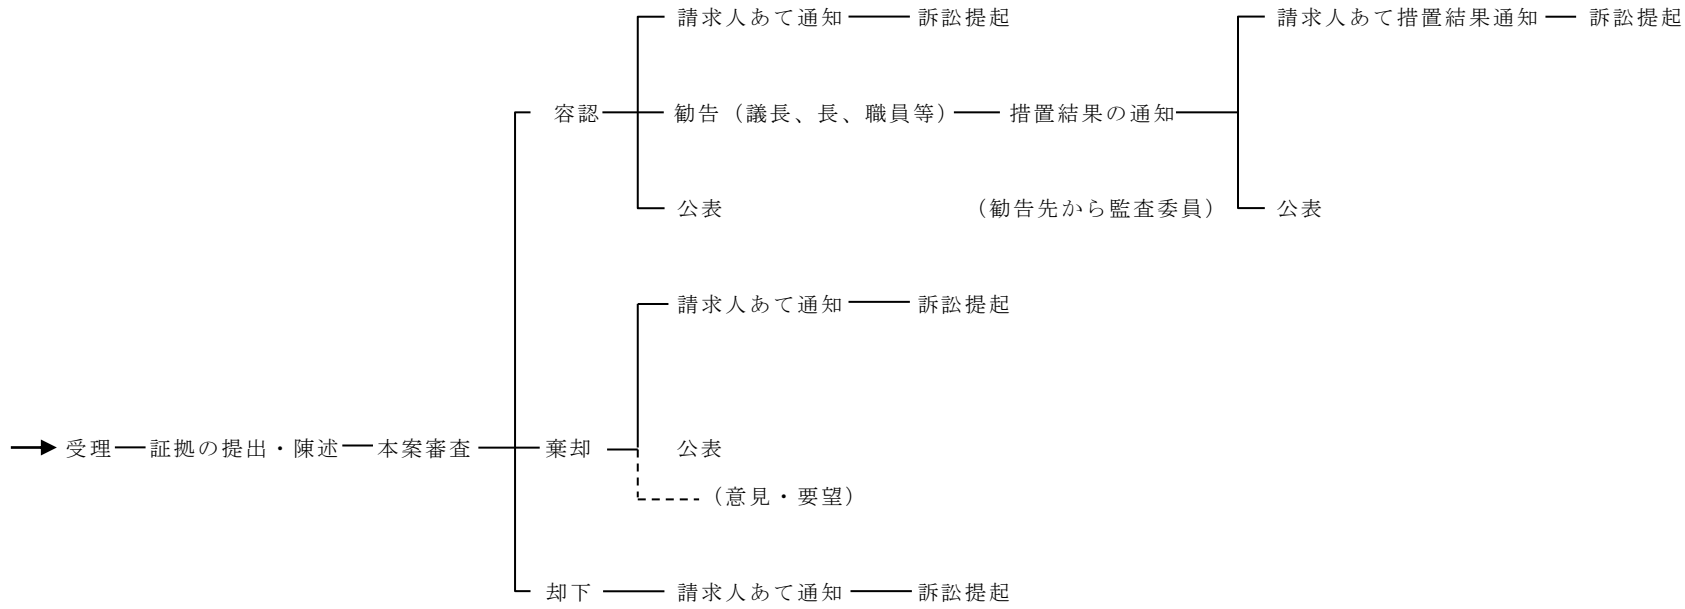 請求人あて通知 訴訟提起 請求人あて措置結果通知 訴訟提起
容認 勧告（議長、長、職員等） 措置結果の通知
公表 （勧告先から監査委員） 公表
請求人あて通知 訴訟提起
受理 証拠の提出・陳述 本案審査 棄却 公表
（意見・要望）
却下 請求人あて通知 訴訟提起